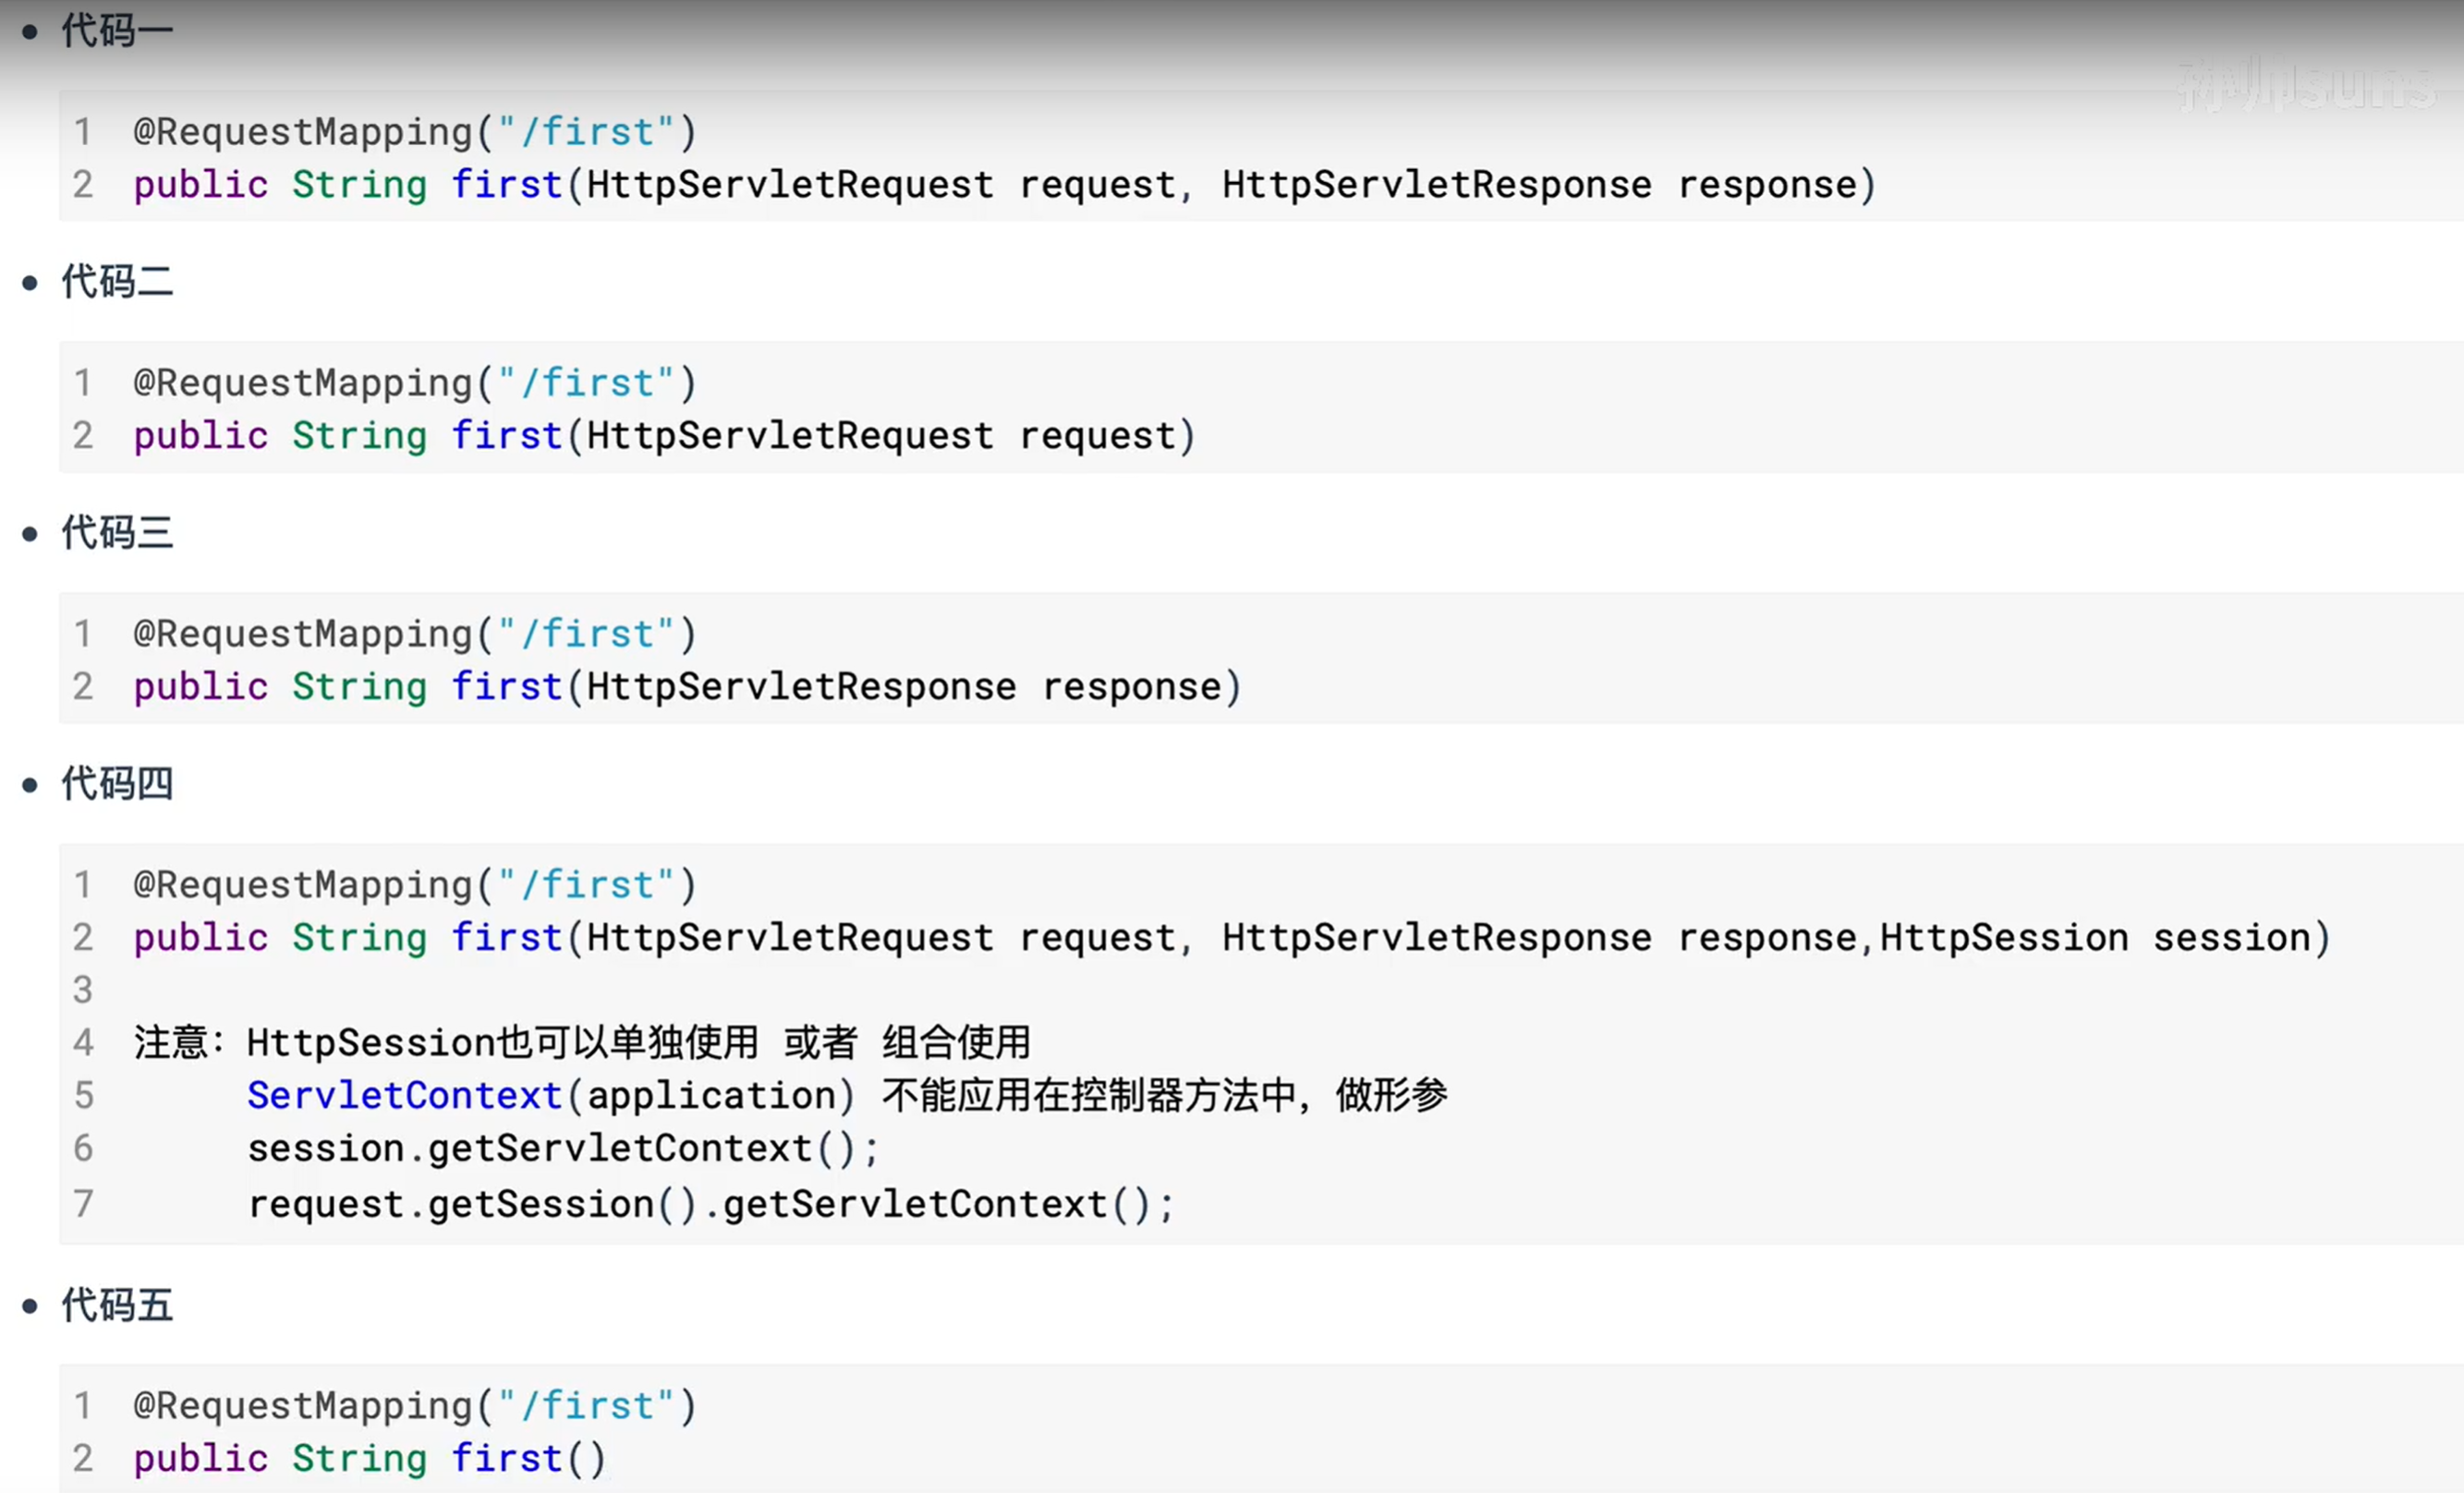 代码一
1 @RequestMapping("/first")
2 public String first(HttpServletRequest request, HttpServletResponse response)
代码二
1 @RequestMapping("/first")
2 public String first(HttpServletRequest request)
代码三
1 @RequestMapping("/first")
2 public String first(HttpServletResponse response)
代码四
1 @RequestMapping("/first")
2 public String first(HttpServletRequest request, HttpServletResponse response,HttpSession session)
3
4 注意：HttpSession也可以单独使用 或者 组合使用
5 ServletContext(application) 不能应用在控制器方法中，做形参
6 session.getServletContext();
7 request.getSession().getServletContext();
代码五
1 @RequestMapping("/first")
2 public String first()